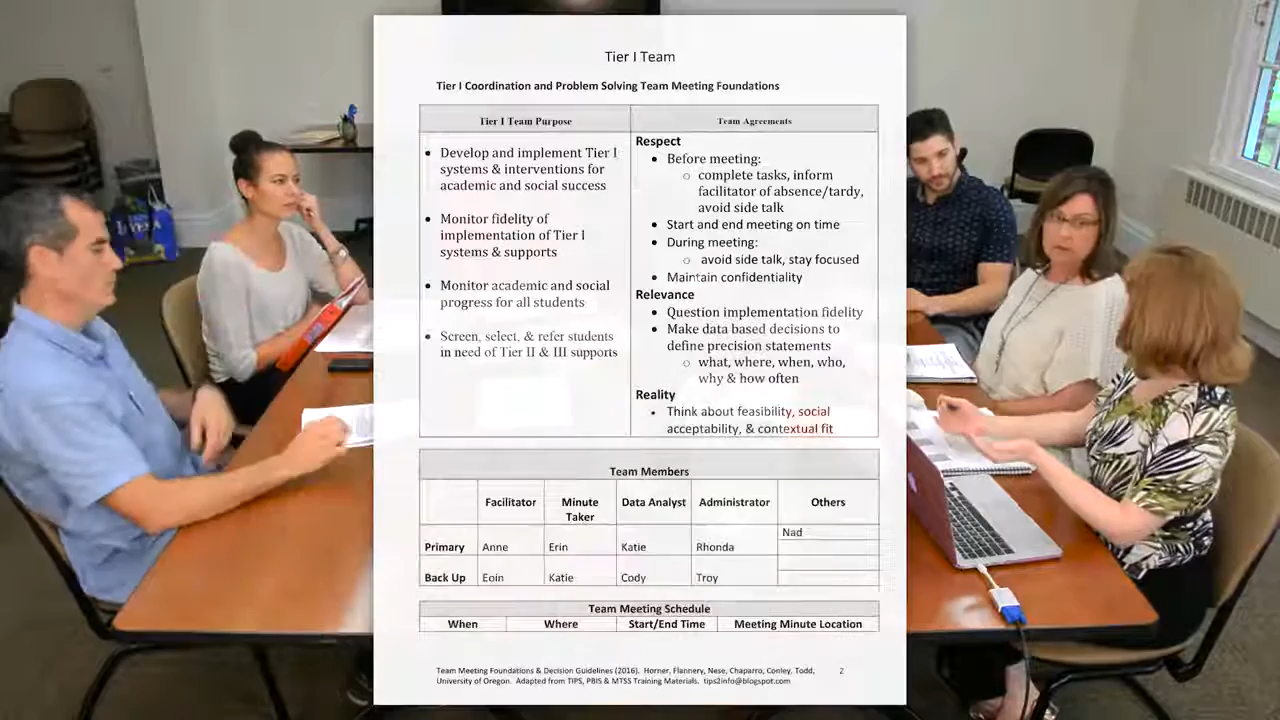 Tier I Team
Tier I Coordination and Problem Solving Team Meeting Foundations
Tier I Team Purpose
• Develop and implement Tier I
systems & interventions for
academic and social success
• Monitor fidelity of
implementation of Tier I
systems & supports
• Monitor academic and social
progress for all students
• Screen, select, & refer students
in need of Tier II & III supports
Team Agreements
Respect
• Before meeting:
○ complete tasks, inform
facilitator of absence/tardy,
avoid side talk
• Start and end meeting on time
• During meeting:
○ avoid side talk, stay focused
• Maintain confidentiality
Relevance
• Question implementation fidelity
• Make data based decisions to
define precision statements
○ what, where, when, who,
why & how often
Reality
• Think about feasibility, social
acceptability, & contextual fit
Team Members
Facilitator Minute Taker Data Analyst Administrator Others
Primary Anne Erin Katie Rhonda Nad
Back Up Eoin Katie Cody Troy
Team Meeting Schedule
When Where Start/End Time Meeting Minute Location
Team Meeting Foundations & Decision Guidelines (2016). Horner, Flannery, Nese, Chaparro, Conley, Todd, 2
University of Oregon. Adapted from TIPS, PBIS & MTSS Training Materials. tips2info@blogspot.com